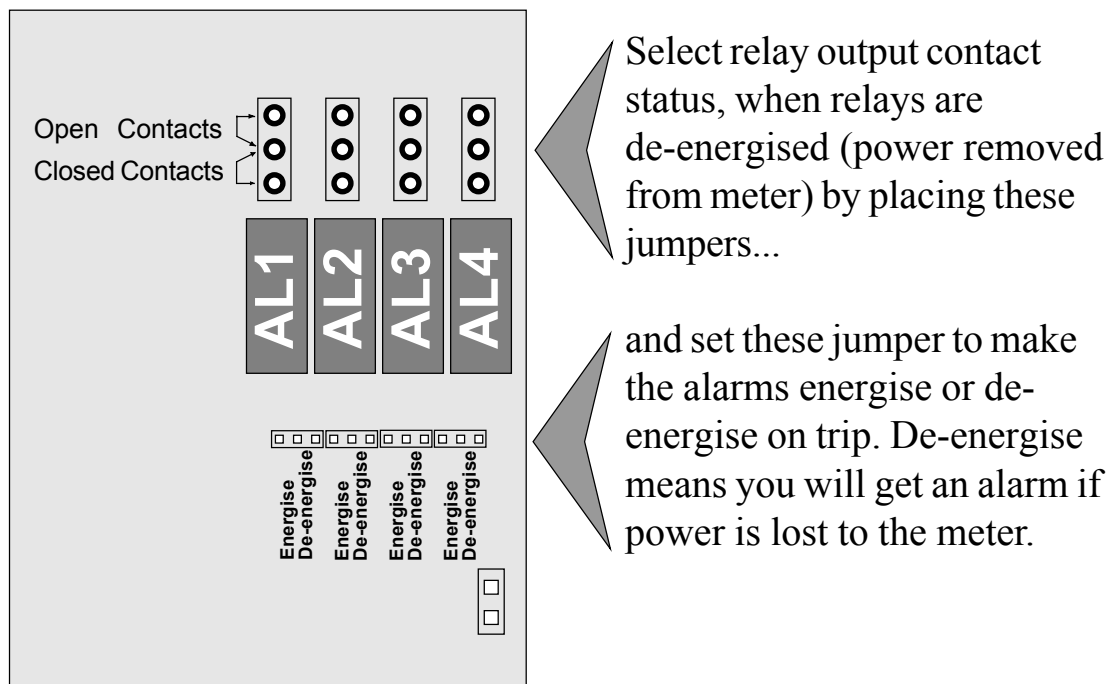 Open Contacts
Closed Contacts
AL1
AL2
AL3
AL4
Energise
De-energise
Energise
De-energise
Energise
De-energise
Energise
De-energise
Select relay output contact
status, when relays are
de-energised (power removed
from meter) by placing these
jumpers...
and set these jumper to make
the alarms energise or de-
energise on trip. De-energise
means you will get an alarm if
power is lost to the meter.